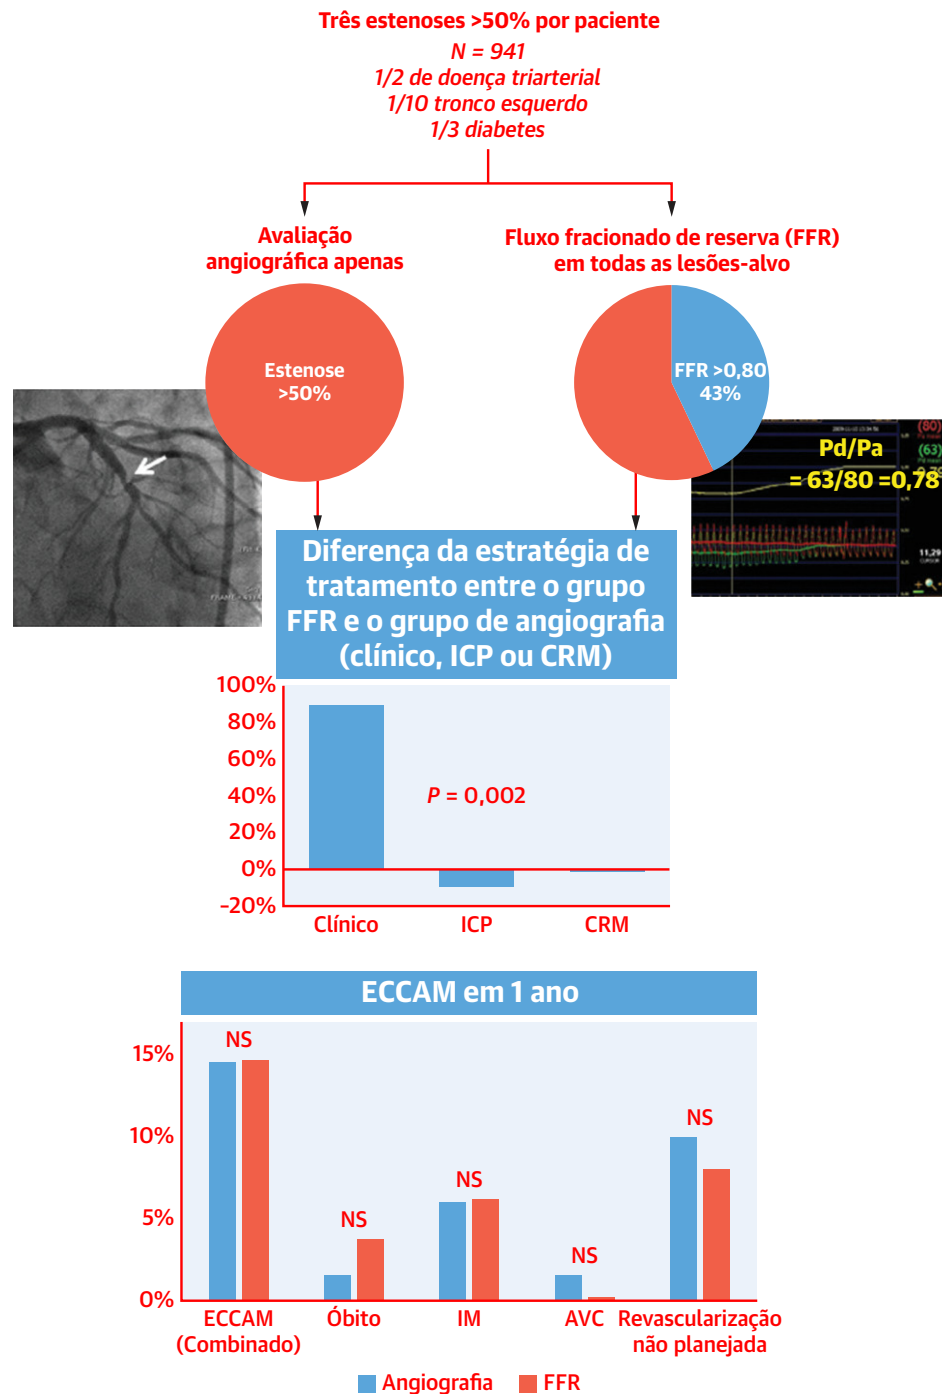 Três estenoses >50% por paciente
N = 941
1/2 de doença triarterial
1/10 tronco esquerdo
1/3 diabetes
Avaliação
angiográfica apenas
Fluxo fracionado de reserva (FFR)
em todas as lesões-alvo
Estenose
>50%
FFR >0,80
43%
(80)
(63)
Pd/Pa
= 63/80 =0,78
11,29
Diferença da estratégia de
tratamento entre o grupo
FFR e o grupo de angiografia
(clínico, ICP ou CRM)
100%
80%
60%
40%
20%
0%
-20%
P = 0,002
Clínico
ICP
CRM
ECCAM em 1 ano
15%
10%
5%
0%
NS
NS
NS
NS
NS
ECCAM
(Combinado)
Óbito
IM
AVC
Revascularização
não planejada
Angiografia
FFR